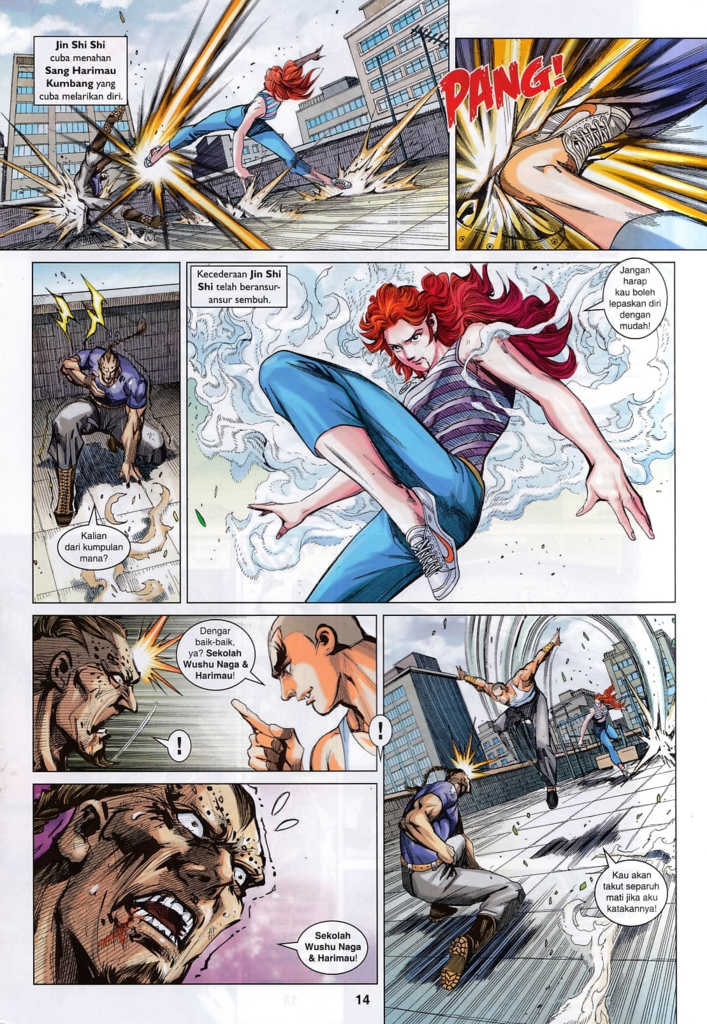 Jin Shi Shi
cuba menahan
Sang Harimau
Kumbang yang
cuba melarikan diri.
PANG!
Kalian
dari kumpulan
mana?
Kecederaan Jin Shi
Shi telah beransur-
ansur sembuh.
Jangan
harap
kau boleh
lepaskan diri
dengan
mudah!
Dengar
baik-baik,
ya? Sekolah
Wushu Naga &
Harimau!
!
!
Sekolah
Wushu Naga
& Harimau!
Kau akan
takut separuh
mati jika aku
katakannya!
14